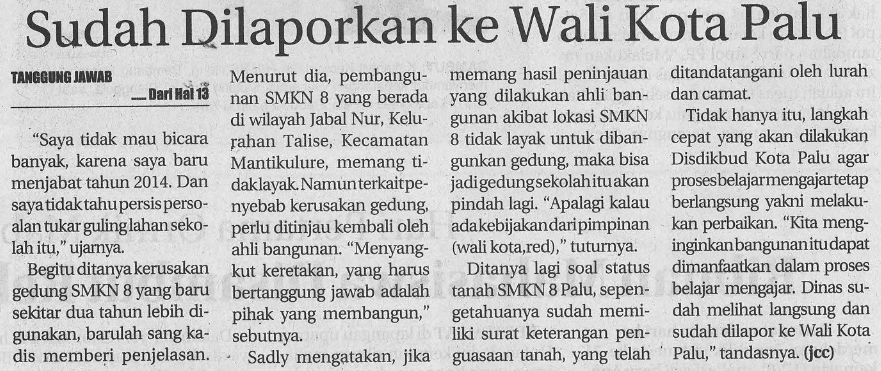 Sudah Dilaporkan ke Wali Kota Palu
TANGGUNG JAWAB
Dari Hal 13
“Saya tidak mau bicara
banyak, karena saya baru
menjabat tahun 2014. Dan
saya tidak tahu persis perso-
alan tukar guling lahan seko-
lah itu,” ujarnya.
Begitu ditanya kerusakan
gedung SMKN 8 yang baru
sekitar dua tahun lebih di-
gunakan, barulah sang ka-
dis memberi penjelasan.
Menurut dia, pembangu-
nan SMKN 8 yang berada
di wilayah Jabal Nur, Kelu-
rahan Talise, Kecamatan
Mantikulure, memang ti-
dak layak. Namun terkait pe-
nyebab kerusakan gedung,
perlu ditinjau kembali oleh
ahli bangunan. “Menyang-
kut keretakan, yang harus
bertanggung jawab adalah
pihak yang membangun,”
sebutnya.
Sadly mengatakan, jika
memang hasil peninjauan
yang dilakukan ahli ban-
gunan akibat lokasi SMKN
8 tidak layak untuk diban-
gunkan gedung, maka bisa
jadi gedung sekolah itu akan
pindah lagi. “Apalagi kalau
ada kebijakan dari pimpinan
(wali kota,red),” tuturnya.
Ditanya lagi soal status
tanah SMKN 8 Palu, sepen-
getahuanya sudah memi-
liki surat keterangan pen-
guasaan tanah, yang telah
ditandatangani oleh lurah
dan camat.
Tidak hanya itu, langkah
cepat yang akan dilakukan
Disdikbud Kota Palu agar
proses belajar mengajar tetap
berlangsung yakni melaku-
kan perbaikan. “Kita meng-
inginkan bangunan itu dapat
dimanfaatkan dalam proses
belajar mengajar. Dinas su-
dah melihat langsung dan
sudah dilapor ke Wali Kota
Palu,” tandasnya. (jcc)